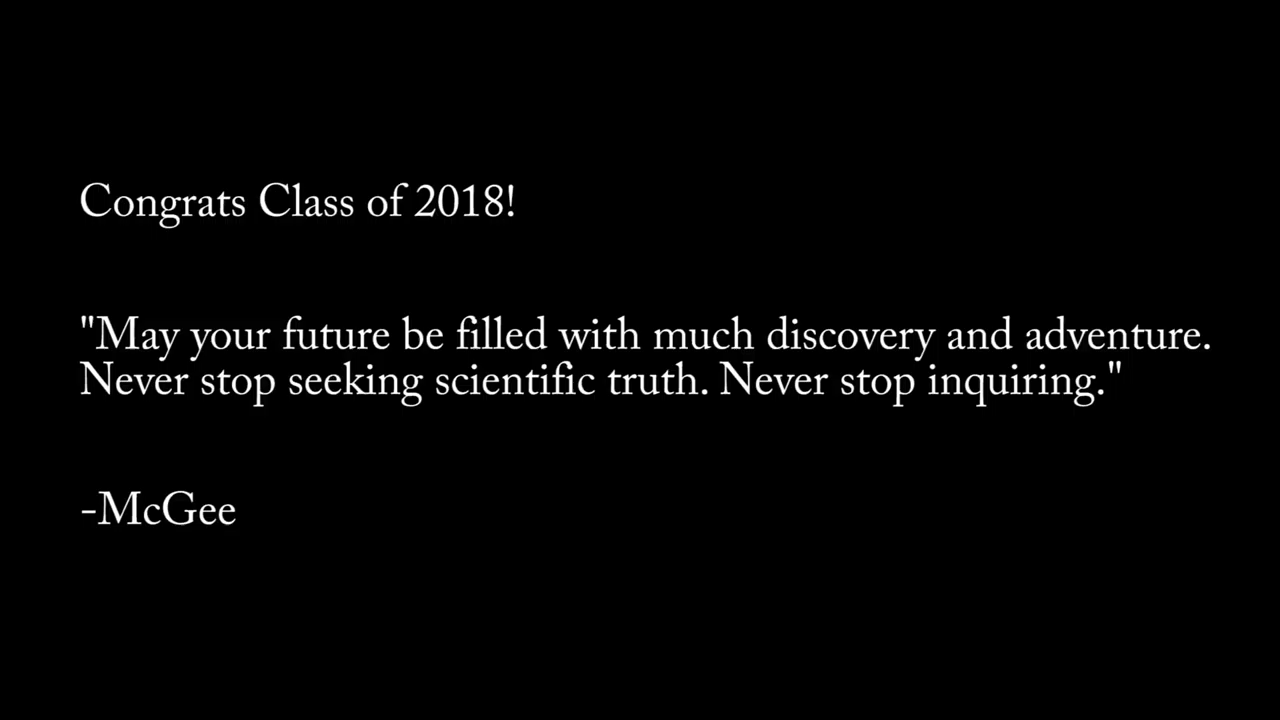 Congrats Class of 2018!
"May your future be filled with much discovery and adventure.
Never stop seeking scientific truth. Never stop inquiring."
-McGee